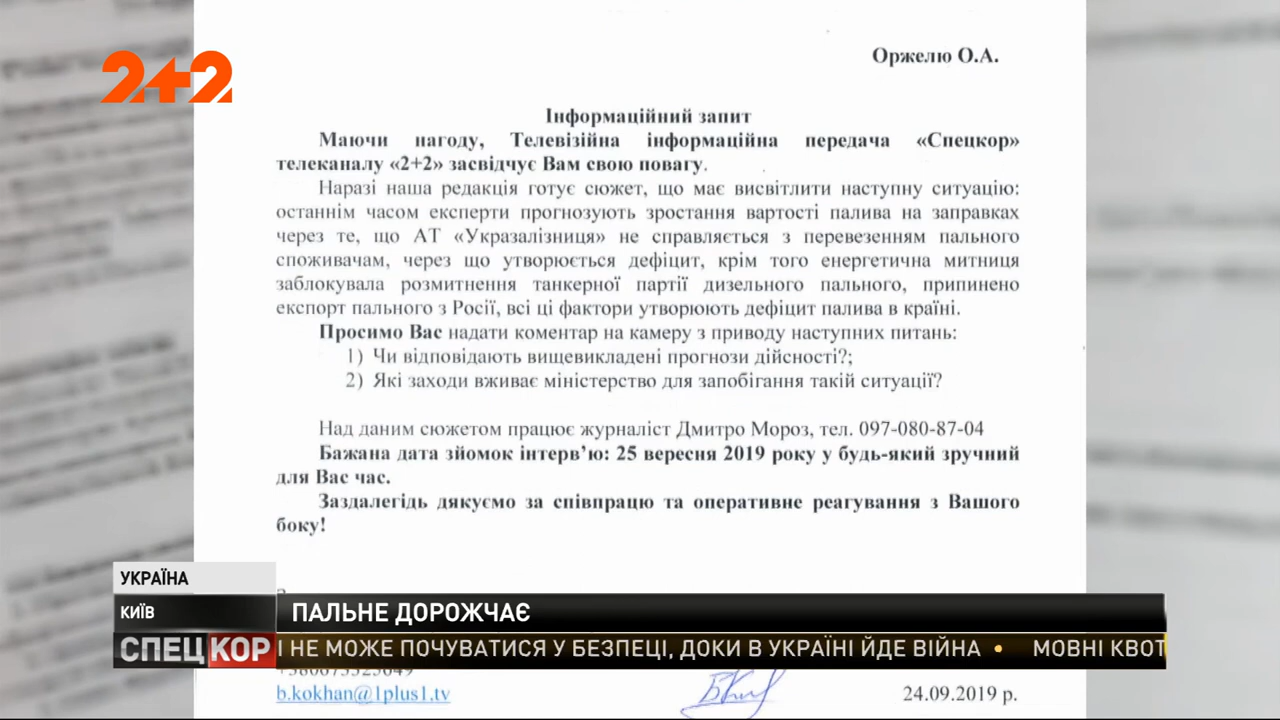 2+2
Оржелю О.А.
Інформаційний запит
Маючи нагоду, Телевізійна інформаційна передача «Спецкор»
телеканалу «2+2» засвідчує Вам свою повагу.
Наразі наша редакція готує сюжет, що має висвітлити наступну ситуацію:
останнім часом експерти прогнозують зростання вартості палива на заправках
через те, що АТ «Укразалізниця» не справляється з перевезенням пального
споживачам, через що утворюється дефіцит, крім того енергетична митниця
заблокувала розмитнення танкерної партії дизельного пального, припинено
експорт пального з Росії, всі ці фактори утворюють дефіцит палива в країні.
Просимо Вас надати коментар на камеру з приводу наступних питань:
1) Чи відповідають вищевикладені прогнози дійсності?;
2) Які заходи вживає міністерство для запобігання такій ситуації?
Над даним сюжетом працює журналіст Дмитро Мороз, тел. 097-080-87-04
Бажана дата зйомок інтерв’ю: 25 вересня 2019 року у будь-який зручний
для Вас час.
Заздалегідь дякуємо за співпрацю та оперативне реагування з Вашого
боку!
УКРАЇНА
КИЇВ
ПАЛЬНЕ ДОРОЖЧАЄ
СПЕЦКОР
І НЕ МОЖЕ ПОЧУВАТИСЯ У БЕЗПЕЦІ, ДОКИ В УКРАЇНІ ЙДЕ ВІЙНА • МОВНІ КВОТ
b.kokhan@1plus1.tv
24.09.2019 р.